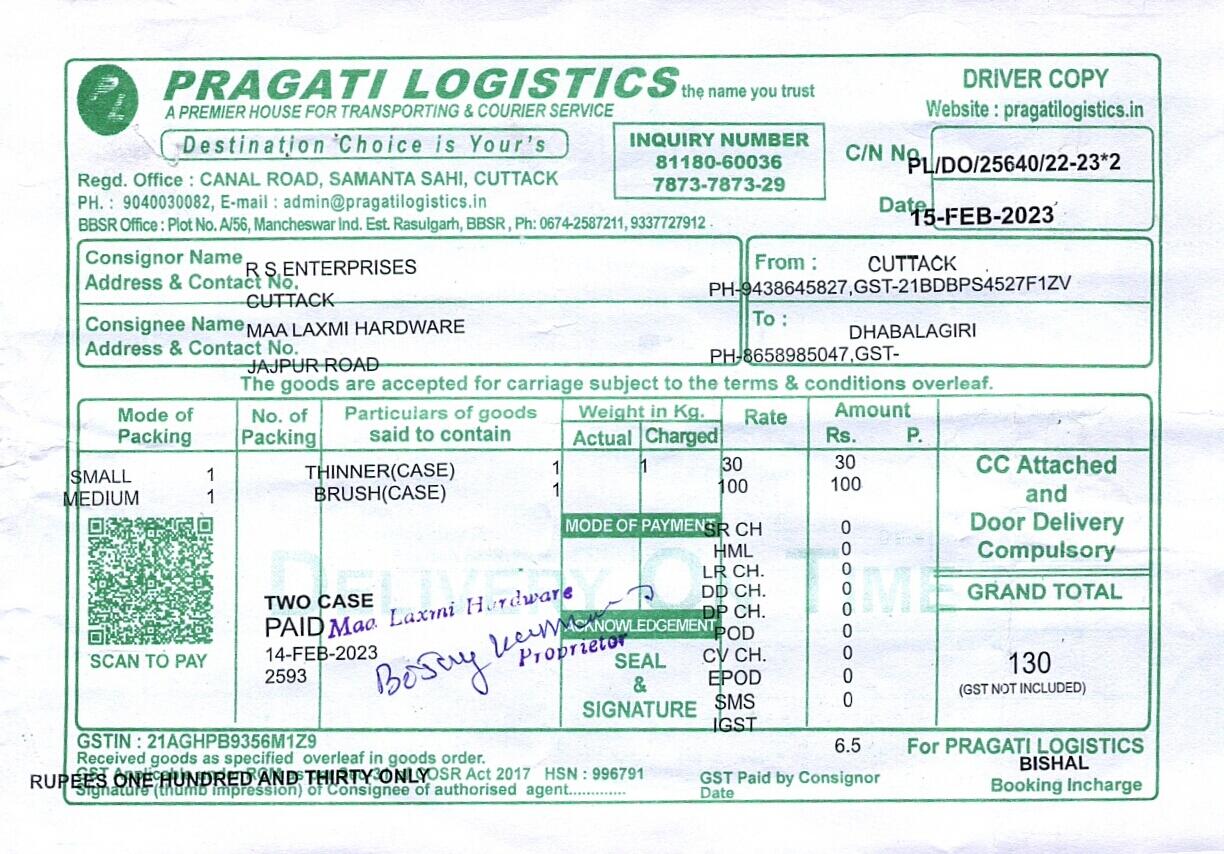 PL
PRAGATI LOGISTICS the name you trust
A PREMIER HOUSE FOR TRANSPORTING & COURIER SERVICE
Destination Choice is Your's
Regd. Office : CANAL ROAD, SAMANTA SAHI, CUTTACK
PH. : 9040030082, E-mail : admin@pragatilogistics.in
BBSR Office : Plot No. A/56, Mancheswar Ind. Est. Rasulgarh, BBSR , Ph: 0674-2587211, 9337727912
INQUIRY NUMBER
81180-60036
7873-7873-29
DRIVER COPY
Website : pragatilogistics.in
C/N No. PL/DO/25640/22-23*2
Date 15-FEB-2023
Consignor Name R S ENTERPRISES
Address & Contact No.
CUTTACK
From : CUTTACK
PH-9438645827,GST-21BDBPS4527F1ZV
Consignee Name MAA LAXMI HARDWARE
Address & Contact No.
JAJPUR ROAD
To : DHABALAGIRI
PH-8658985047,GST-
The goods are accepted for carriage subject to the terms & conditions overleaf.
Mode of Packing No. of Packing Particulars of goods said to contain Weight in Kg. Actual Charged Rate Amount Rs. P.
SMALL 1 THINNER(CASE) 1 1 30 30
MEDIUM 1 BRUSH(CASE) 1 100 100
CC Attached
and
Door Delivery
Compulsory
GRAND TOTAL
130
(GST NOT INCLUDED)
DELIVERY ON TIME
MODE OF PAYMENT
SR CH 0
HML 0
LR CH. 0
DD CH. 0
DP CH. 0
POD 0
CV CH. 0
EPOD 0
SMS 0
IGST 6.5
ACKNOWLEDGEMENT
SEAL
&
SIGNATURE
SCAN TO PAY
TWO CASE
PAID
14-FEB-2023
2593
Maa Laxmi Hardware
Proprietor
GSTIN : 21AGHPB9356M1Z9
Received goods as specified overleaf in goods order.
OSR Act 2017 HSN : 996791
RUPEES ONE HUNDRED AND THIRTY ONLY
Signature (thumb impression) of Consignee of authorised agent.............
GST Paid by Consignor
Date
For PRAGATI LOGISTICS
BISHAL
Booking Incharge